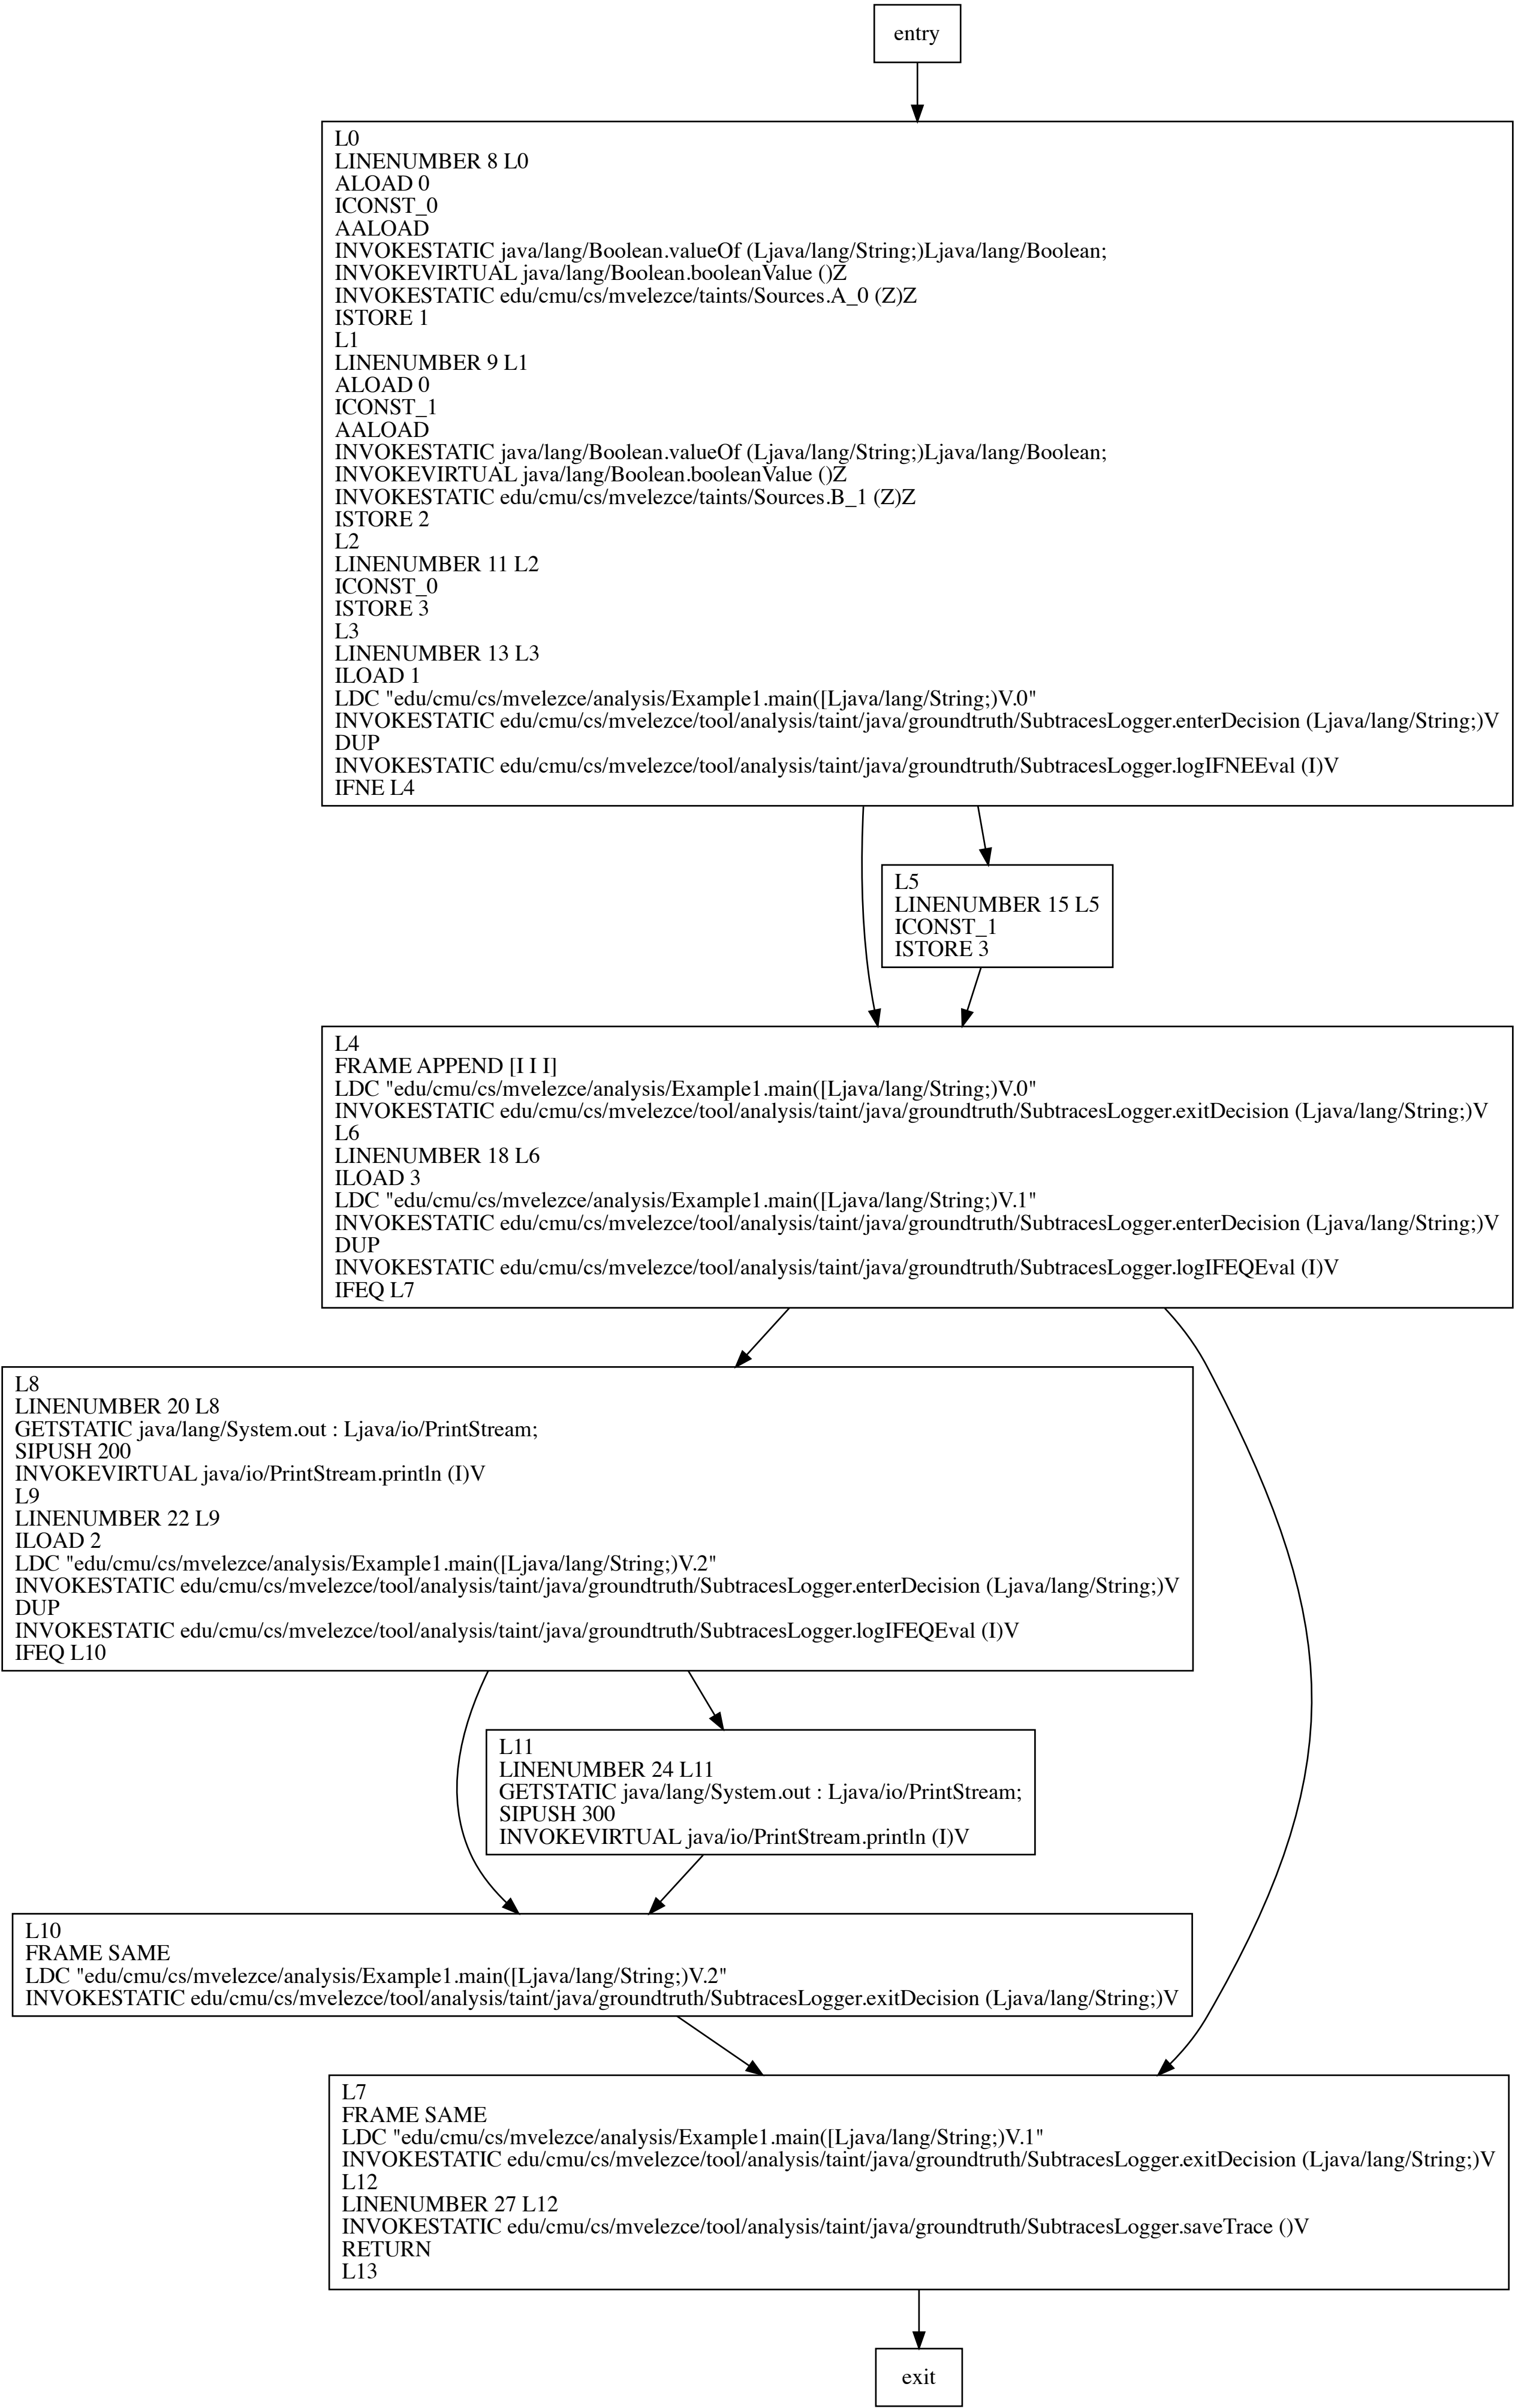 entry
L0
LINENUMBER 8 L0
ALOAD 0
ICONST_0
AALOAD
INVOKESTATIC java/lang/Boolean.valueOf (Ljava/lang/String;)Ljava/lang/Boolean;
INVOKEVIRTUAL java/lang/Boolean.booleanValue ()Z
INVOKESTATIC edu/cmu/cs/mvelezce/taints/Sources.A_0 (Z)Z
ISTORE 1
L1
LINENUMBER 9 L1
ALOAD 0
ICONST_1
AALOAD
INVOKESTATIC java/lang/Boolean.valueOf (Ljava/lang/String;)Ljava/lang/Boolean;
INVOKEVIRTUAL java/lang/Boolean.booleanValue ()Z
INVOKESTATIC edu/cmu/cs/mvelezce/taints/Sources.B_1 (Z)Z
ISTORE 2
L2
LINENUMBER 11 L2
ICONST_0
ISTORE 3
L3
LINENUMBER 13 L3
ILOAD 1
LDC "edu/cmu/cs/mvelezce/analysis/Example1.main([Ljava/lang/String;)V.0"
INVOKESTATIC edu/cmu/cs/mvelezce/tool/analysis/taint/java/groundtruth/SubtracesLogger.enterDecision (Ljava/lang/String;)V
DUP
INVOKESTATIC edu/cmu/cs/mvelezce/tool/analysis/taint/java/groundtruth/SubtracesLogger.logIFNEEval (I)V
IFNE L4
L5
LINENUMBER 15 L5
ICONST_1
ISTORE 3
L4
FRAME APPEND [I I I]
LDC "edu/cmu/cs/mvelezce/analysis/Example1.main([Ljava/lang/String;)V.0"
INVOKESTATIC edu/cmu/cs/mvelezce/tool/analysis/taint/java/groundtruth/SubtracesLogger.exitDecision (Ljava/lang/String;)V
L6
LINENUMBER 18 L6
ILOAD 3
LDC "edu/cmu/cs/mvelezce/analysis/Example1.main([Ljava/lang/String;)V.1"
INVOKESTATIC edu/cmu/cs/mvelezce/tool/analysis/taint/java/groundtruth/SubtracesLogger.enterDecision (Ljava/lang/String;)V
DUP
INVOKESTATIC edu/cmu/cs/mvelezce/tool/analysis/taint/java/groundtruth/SubtracesLogger.logIFEQEval (I)V
IFEQ L7
L8
LINENUMBER 20 L8
GETSTATIC java/lang/System.out : Ljava/io/PrintStream;
SIPUSH 200
INVOKEVIRTUAL java/io/PrintStream.println (I)V
L9
LINENUMBER 22 L9
ILOAD 2
LDC "edu/cmu/cs/mvelezce/analysis/Example1.main([Ljava/lang/String;)V.2"
INVOKESTATIC edu/cmu/cs/mvelezce/tool/analysis/taint/java/groundtruth/SubtracesLogger.enterDecision (Ljava/lang/String;)V
DUP
INVOKESTATIC edu/cmu/cs/mvelezce/tool/analysis/taint/java/groundtruth/SubtracesLogger.logIFEQEval (I)V
IFEQ L10
L11
LINENUMBER 24 L11
GETSTATIC java/lang/System.out : Ljava/io/PrintStream;
SIPUSH 300
INVOKEVIRTUAL java/io/PrintStream.println (I)V
L10
FRAME SAME
LDC "edu/cmu/cs/mvelezce/analysis/Example1.main([Ljava/lang/String;)V.2"
INVOKESTATIC edu/cmu/cs/mvelezce/tool/analysis/taint/java/groundtruth/SubtracesLogger.exitDecision (Ljava/lang/String;)V
L7
FRAME SAME
LDC "edu/cmu/cs/mvelezce/analysis/Example1.main([Ljava/lang/String;)V.1"
INVOKESTATIC edu/cmu/cs/mvelezce/tool/analysis/taint/java/groundtruth/SubtracesLogger.exitDecision (Ljava/lang/String;)V
L12
LINENUMBER 27 L12
INVOKESTATIC edu/cmu/cs/mvelezce/tool/analysis/taint/java/groundtruth/SubtracesLogger.saveTrace ()V
RETURN
L13
exit